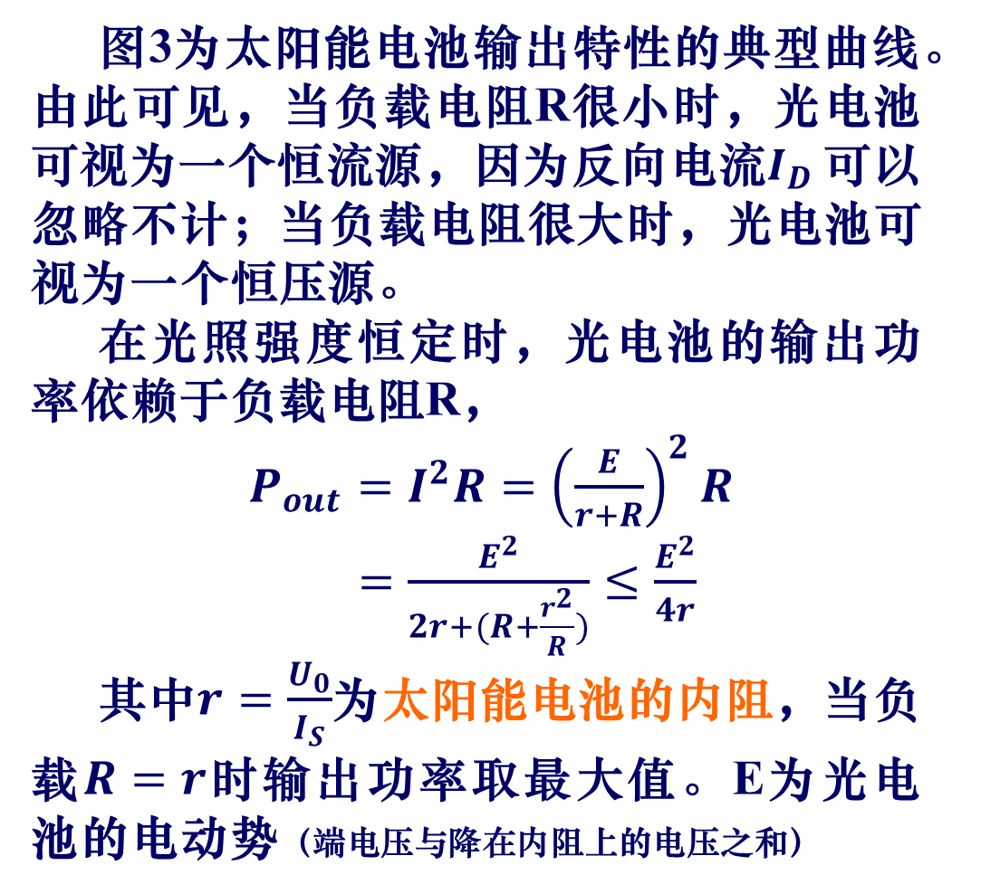 图3为太阳能电池输出特性的典型曲线。
由此可见，当负载电阻R很小时，光电池
可视为一个恒流源，因为反向电流I_D 可以
忽略不计；当负载电阻很大时，光电池可
视为一个恒压源。
在光照强度恒定时，光电池的输出功
率依赖于负载电阻R，
P_{out} = I^2 R = \left(\frac{E}{r+R}\right)^2 R
= \frac{E^2}{2r+(R+\frac{r^2}{R})} \leq \frac{E^2}{4r}
其中r = \frac{U_0}{I_S}为太阳能电池的内阻，当负
载R = r时输出功率取最大值。E为光电
池的电动势（端电压与降在内阻上的电压之和）